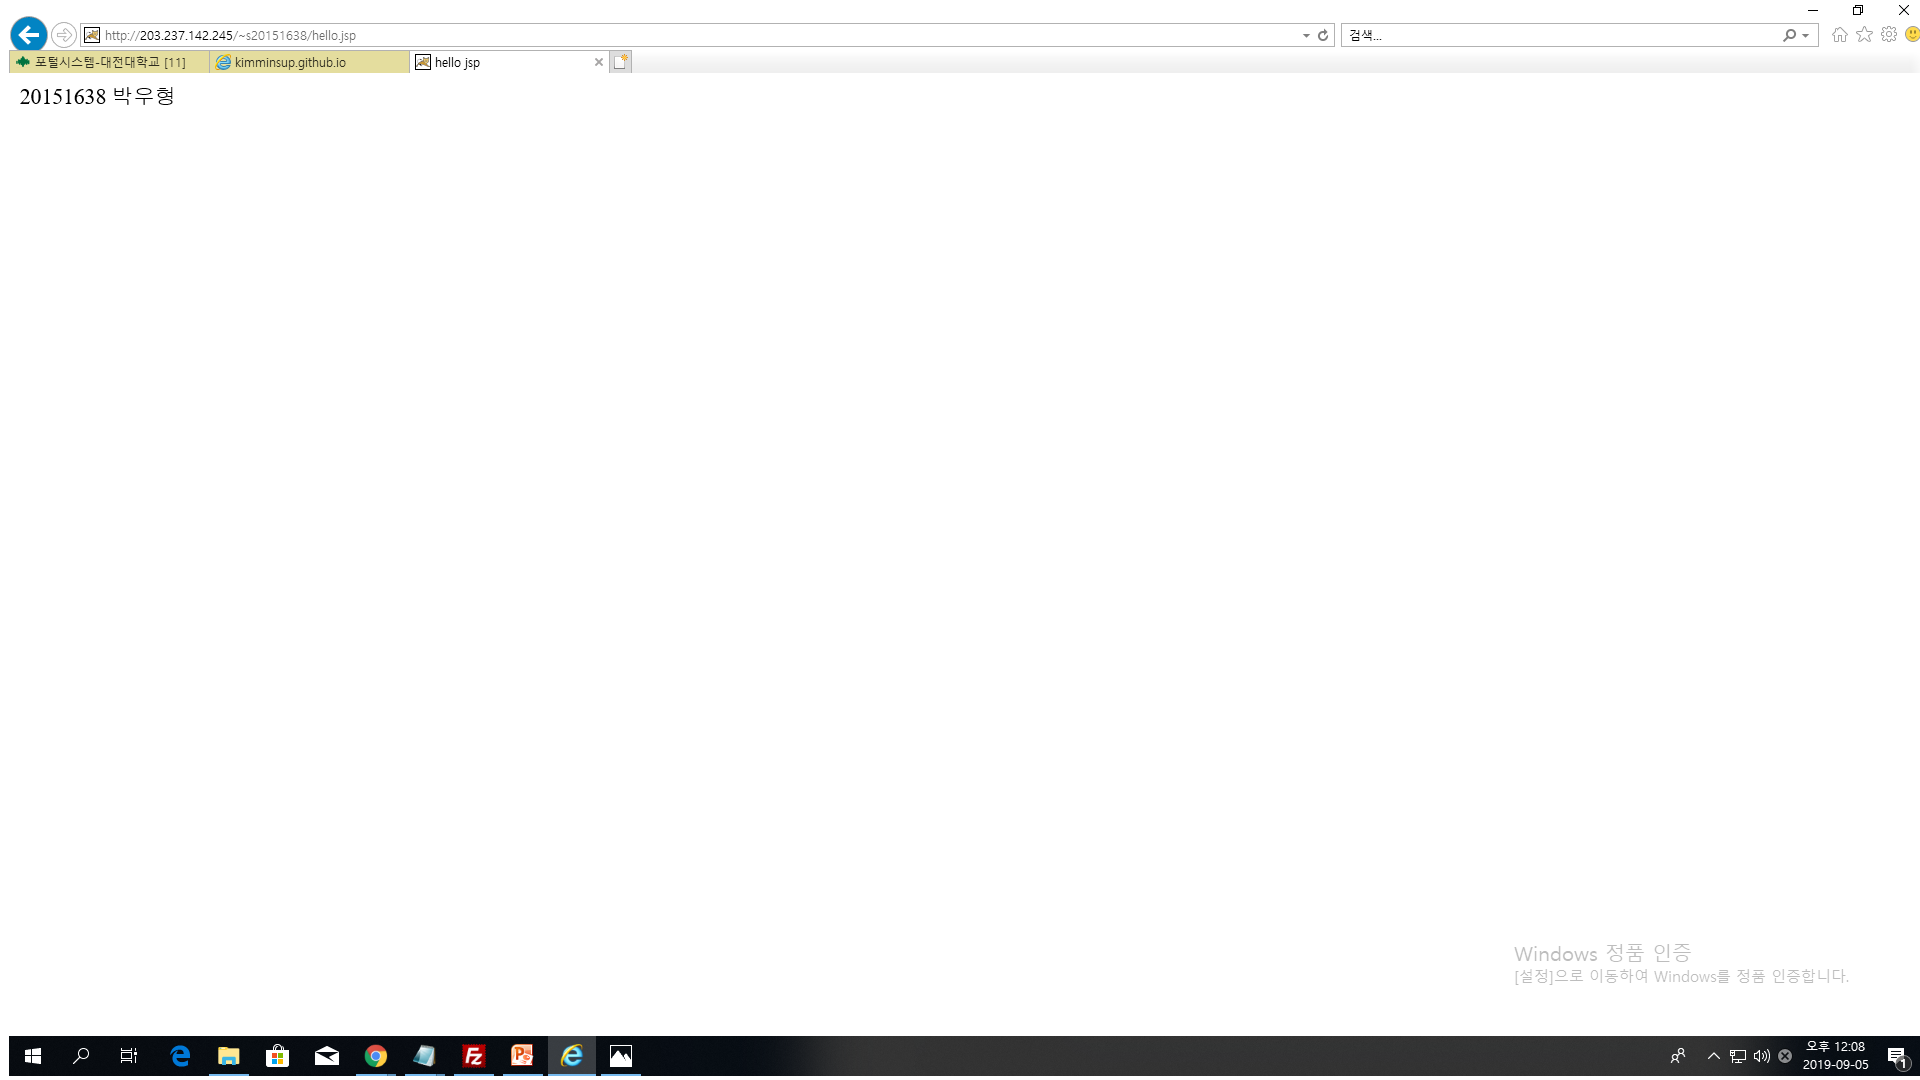 http://203.237.142.245/~s20151638/hello.jsp
검색...
포털시스템-대전대학교 [11]
kimminsup.github.io
hello jsp
20151638 박우형
Windows 정품 인증
[설정]으로 이동하여 Windows를 정품 인증합니다.
오후 12:08
2019-09-05
1